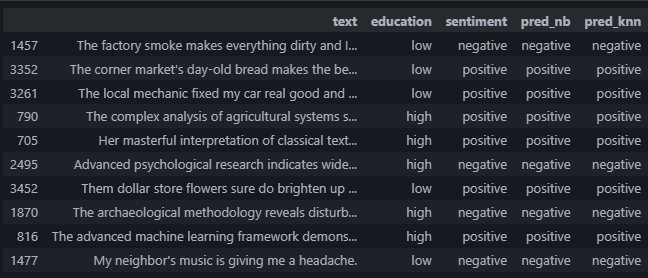 text education sentiment pred_nb pred_knn
1457 The factory smoke makes everything dirty and I... low negative negative negative
3352 The corner market's day-old bread makes the be... low positive positive positive
3261 The local mechanic fixed my car real good and ... low positive positive positive
790 The complex analysis of agricultural systems s... high positive positive positive
705 Her masterful interpretation of classical text... high positive positive positive
2495 Advanced psychological research indicates wide... high negative negative negative
3452 Them dollar store flowers sure do brighten up ... low positive positive positive
1870 The archaeological methodology reveals disturb... high negative negative negative
816 The advanced machine learning framework demons... high positive positive positive
1477 My neighbor's music is giving me a headache. low negative negative negative